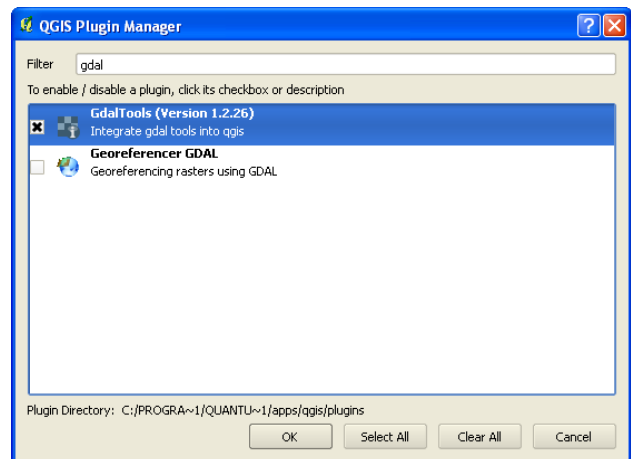 QGIS Plugin Manager
Filter gdal
To enable / disable a plugin, click its checkbox or description
GdalTools (Version 1.2.26)
Integrate gdal tools into qgis
Georeferencer GDAL
Georeferencing rasters using GDAL
Plugin Directory: C:/PROGRA~1/QUANTU~1/apps/qgis/plugins
OK Select All Clear All Cancel